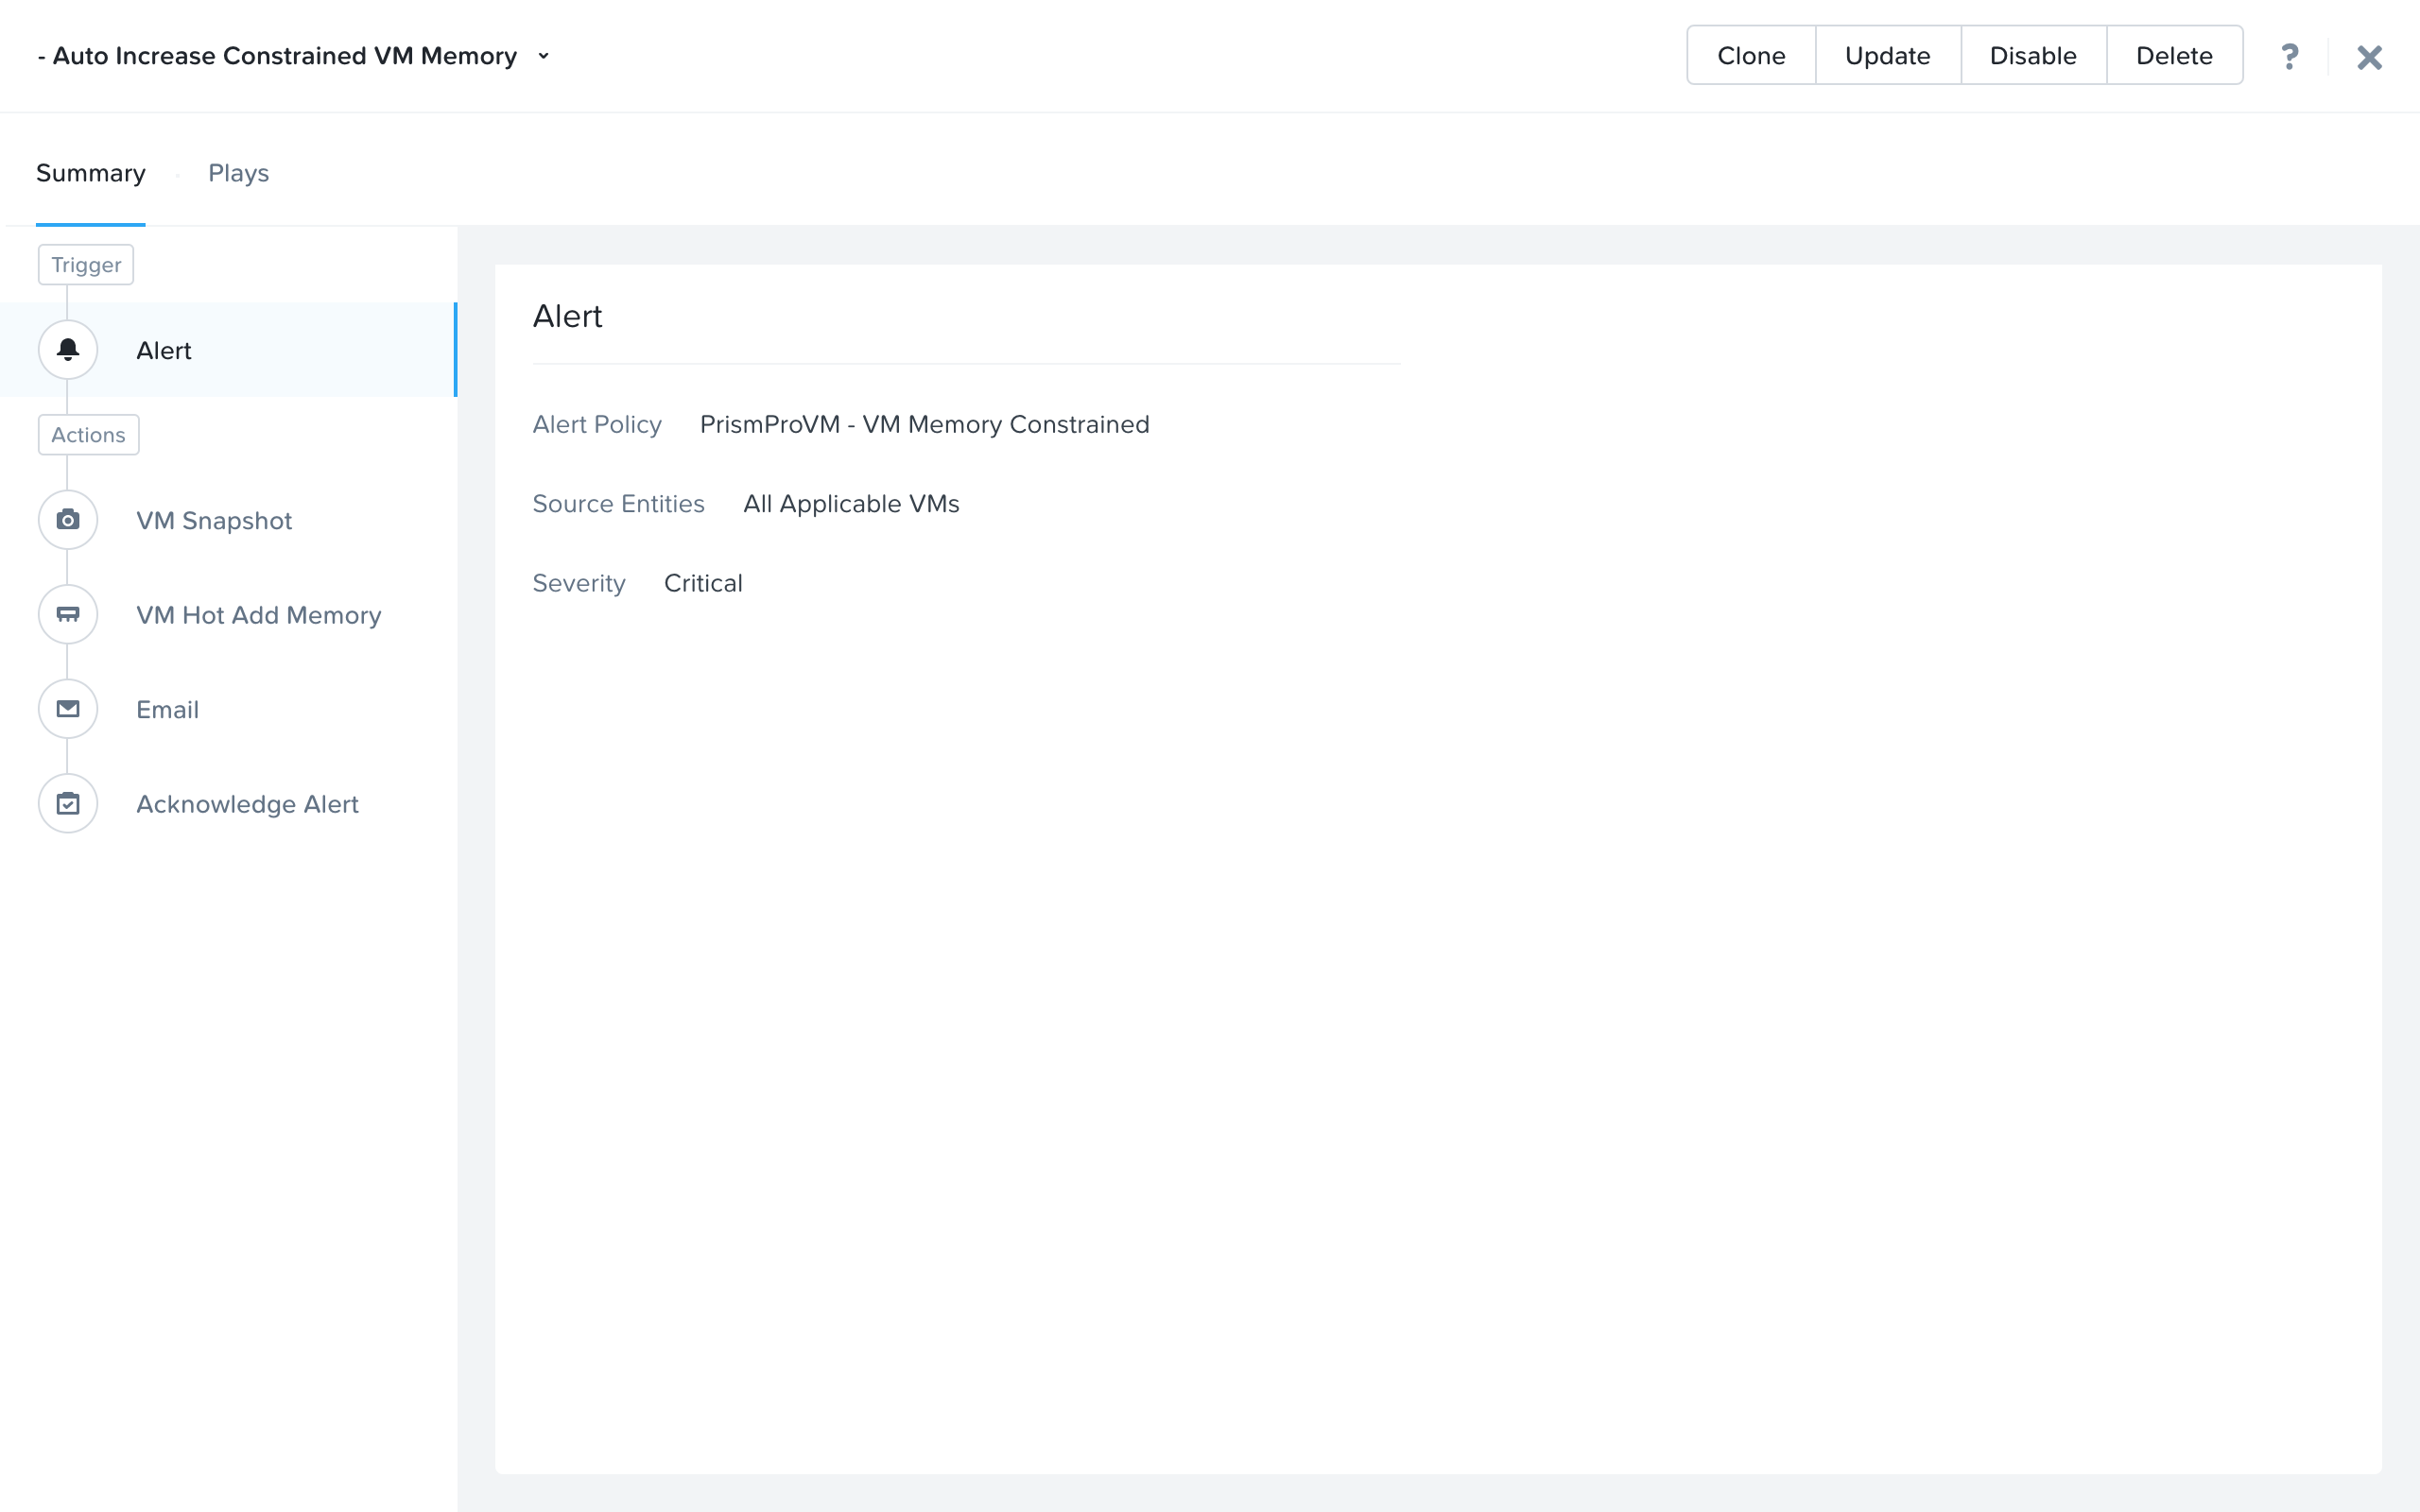 - Auto Increase Constrained VM Memory
Clone
Update
Disable
Delete
?
Summary
Plays
Trigger
Alert
Actions
VM Snapshot
VM Hot Add Memory
Email
Acknowledge Alert
Alert
Alert Policy PrismProVM - VM Memory Constrained
Source Entities All Applicable VMs
Severity Critical